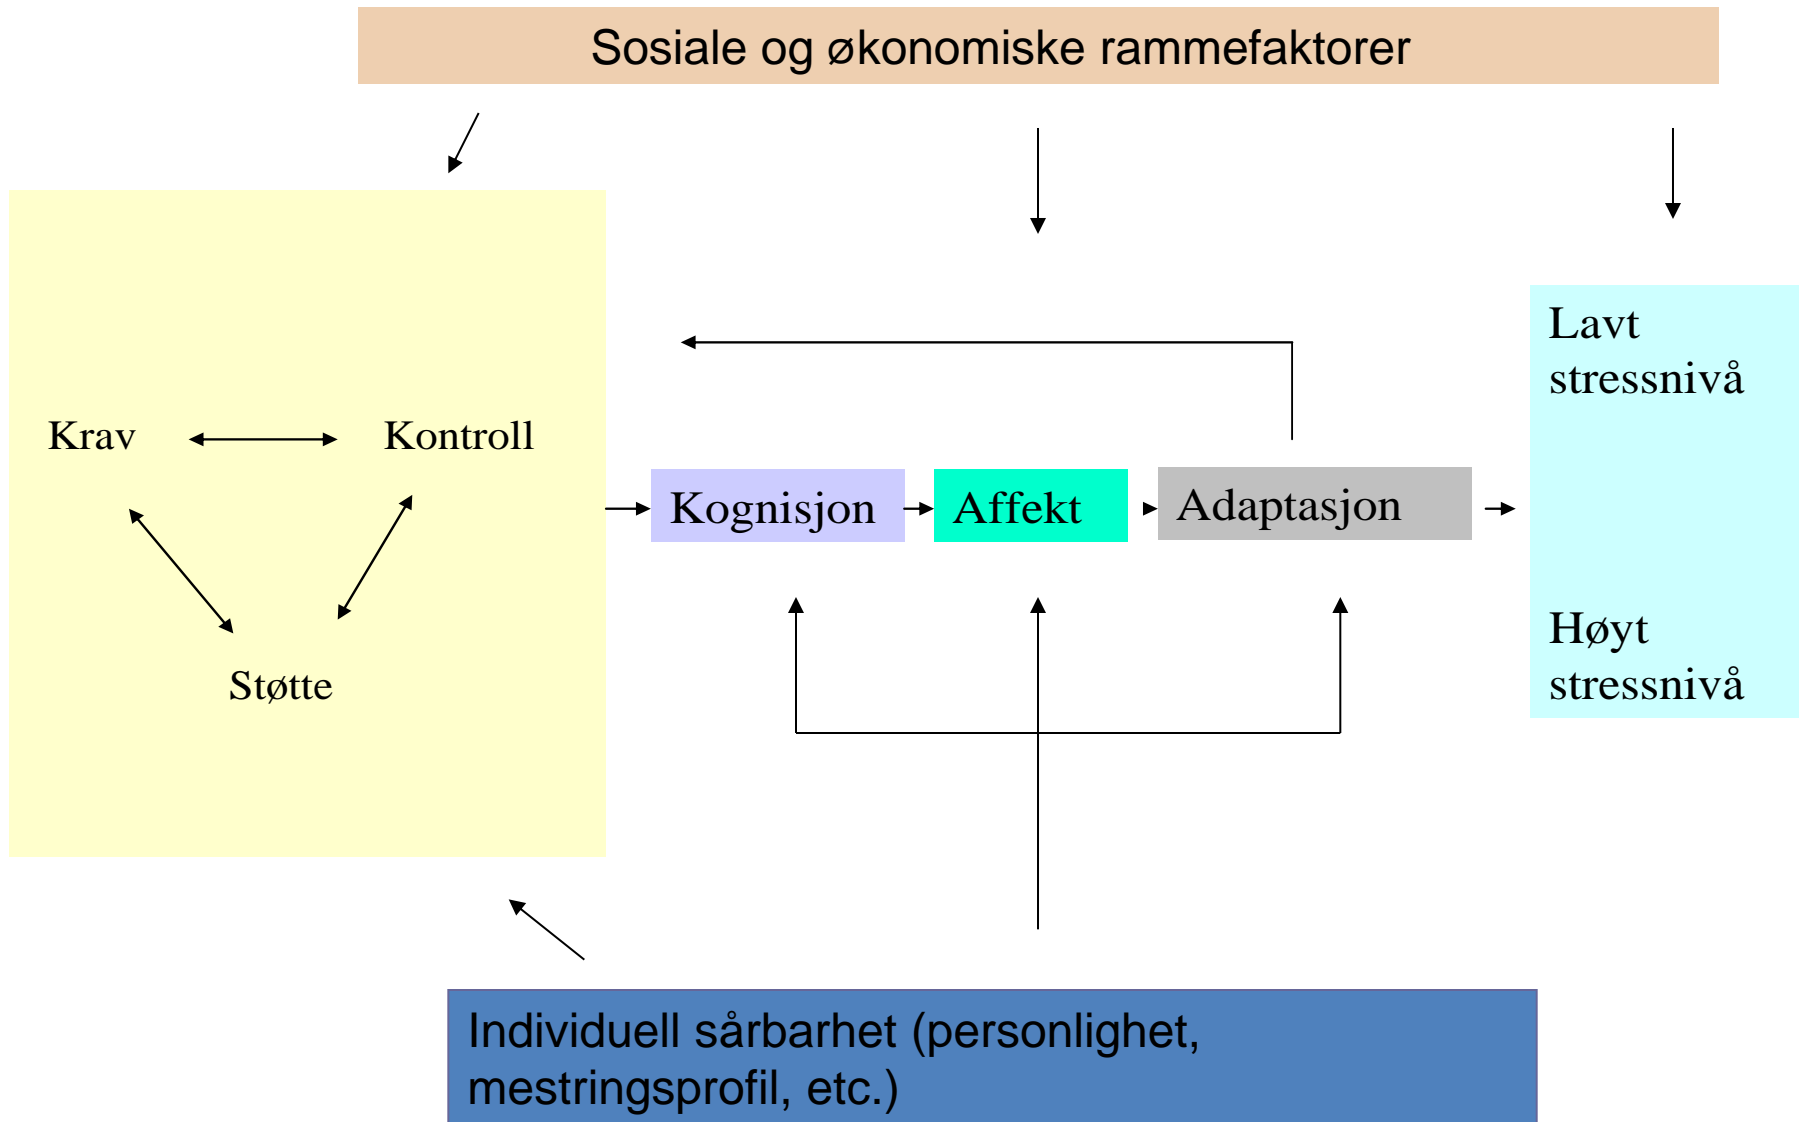 Sosiale og økonomiske rammefaktorer
Lavt
stressnivå
Krav
Kontroll
Kognisjon
Affekt
Adaptasjon
Høyt
stressnivå
Støtte
Individuell sårbarhet (personlighet,
mestringsprofil, etc.)